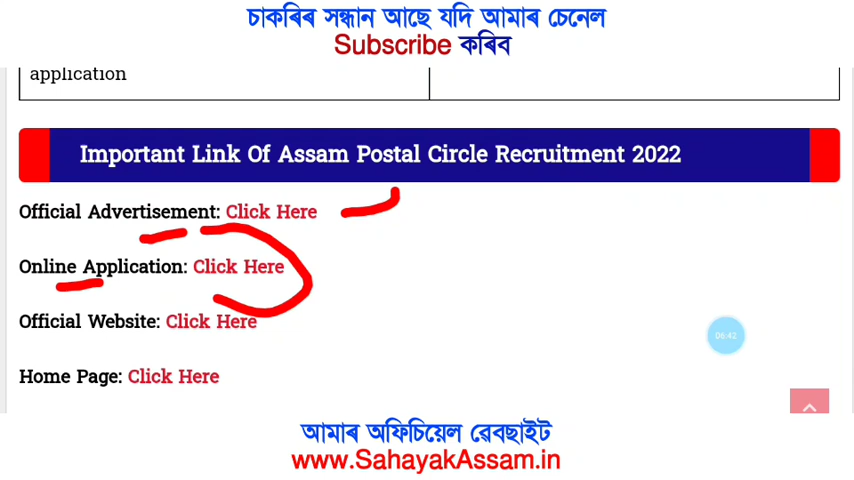 চাকৰিৰ সন্ধান আছে যদি আমাৰ চেনেল
Subscribe কৰিব
application
Important Link Of Assam Postal Circle Recruitment 2022
Official Advertisement: Click Here
Online Application: Click Here
Official Website: Click Here
06:42
Home Page: Click Here
আমাৰ অফিচিয়েল ৱেবছাইট
www.SahayakAssam.in